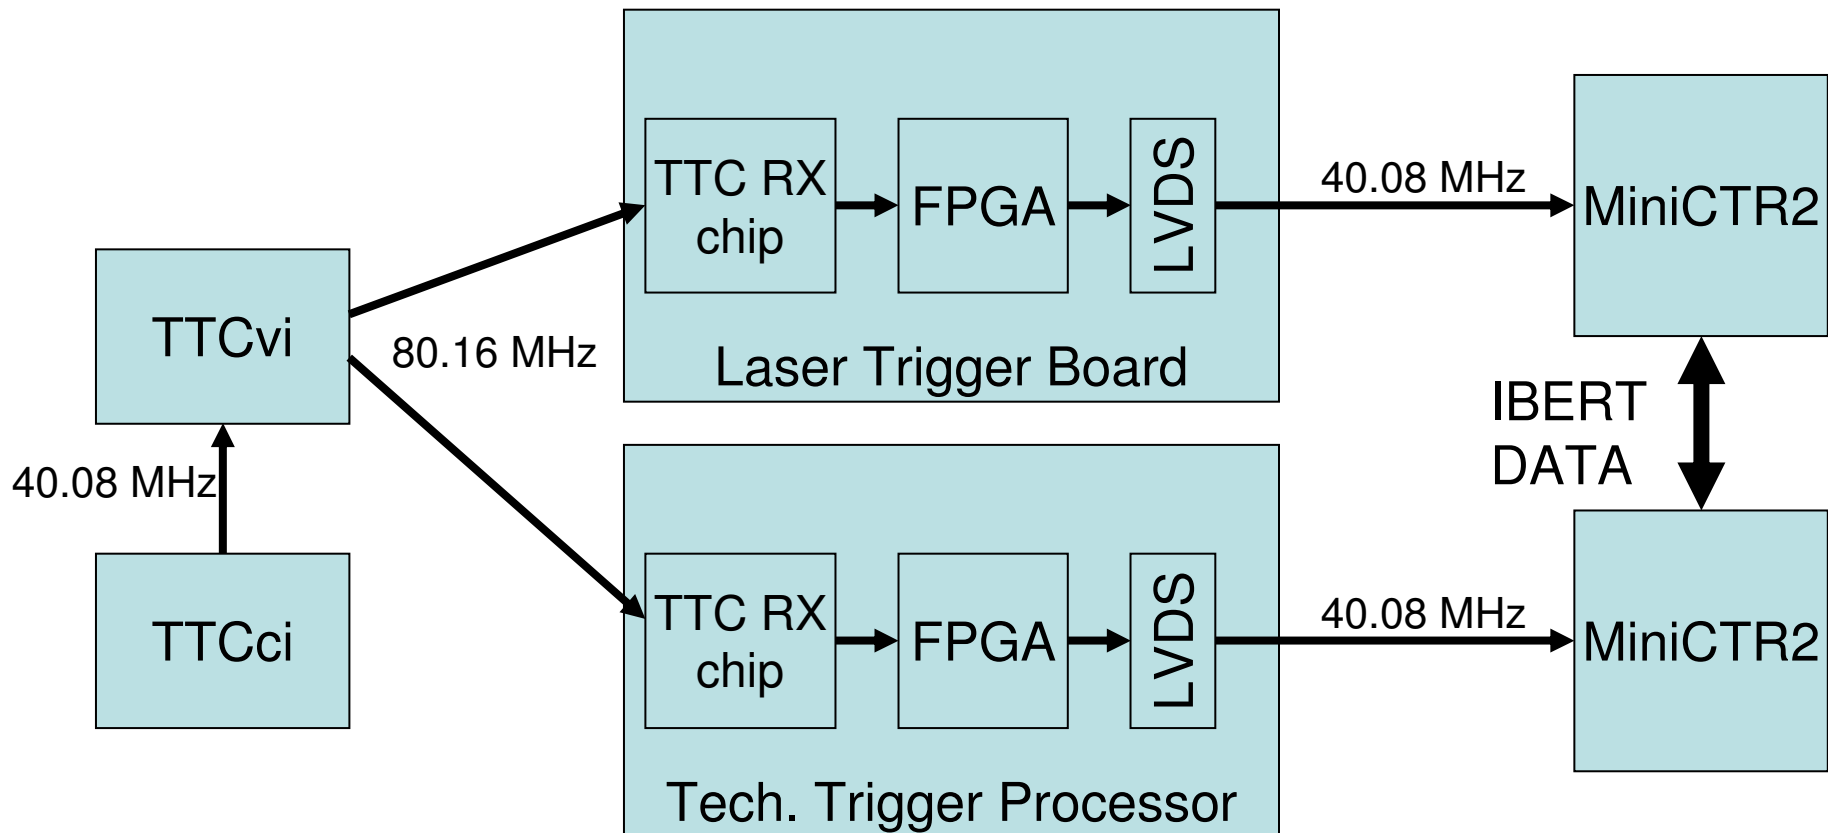 TTC RX
chip
FPGA
LVDS
40.08 MHz
MiniCTR2
Laser Trigger Board
TTCvi
80.16 MHz
40.08 MHz
TTCci
IBERT
DATA
TTC RX
chip
FPGA
LVDS
40.08 MHz
MiniCTR2
Tech. Trigger Processor